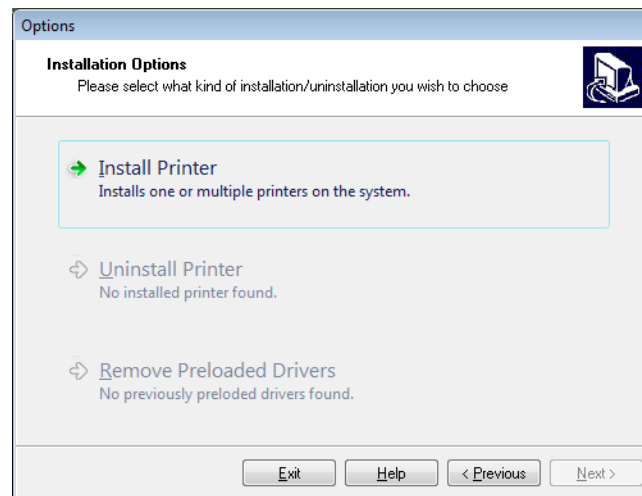 Options
Installation Options
Please select what kind of installation/uninstallation you wish to choose
Install Printer
Installs one or multiple printers on the system.
Uninstall Printer
No installed printer found.
Remove Preloaded Drivers
No previously preloded drivers found.
Exit Help < Previous Next >